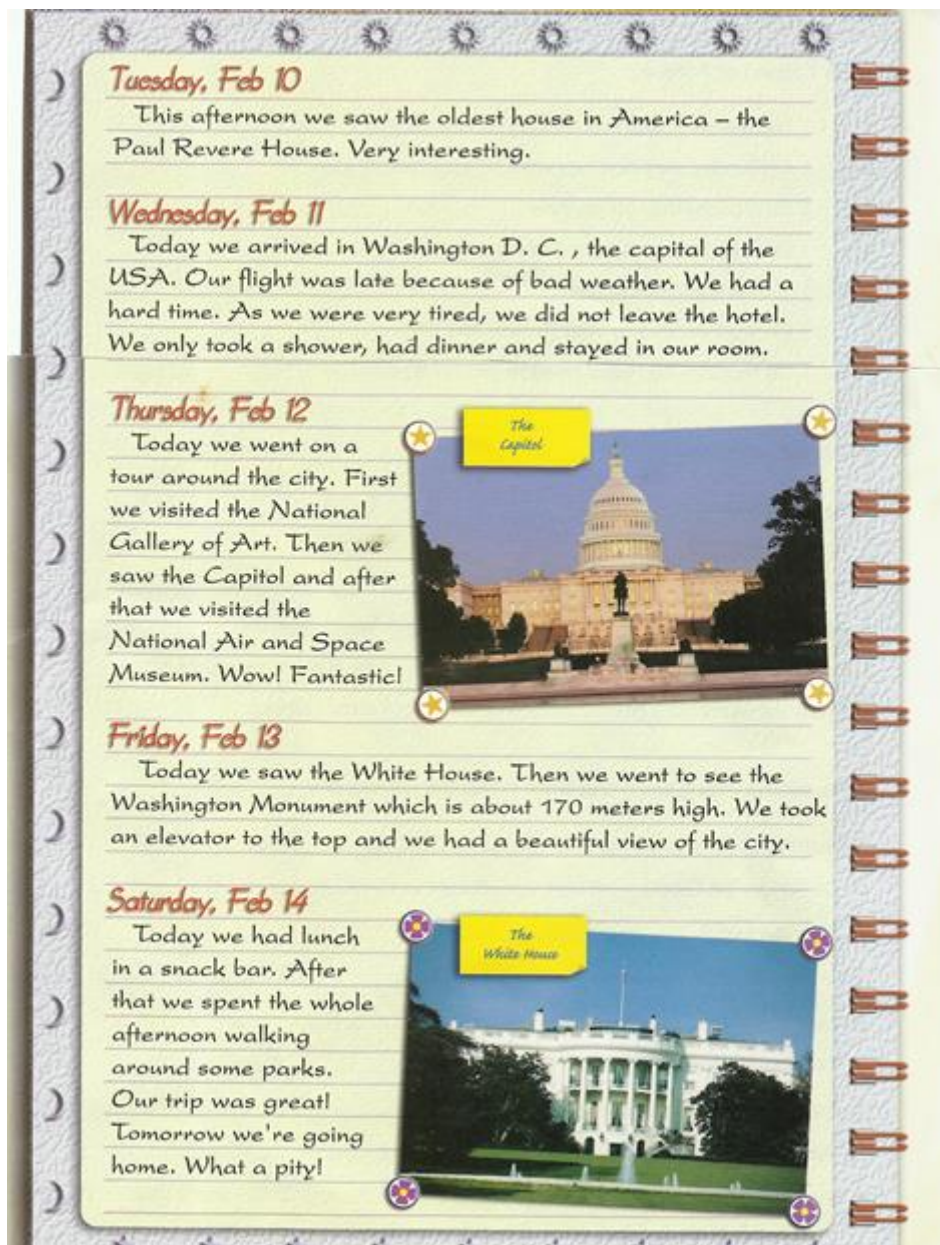 Tuesday, Feb 10
This afternoon we saw the oldest house in America – the
Paul Revere House. Very interesting.
Wednesday, Feb 11
Today we arrived in Washington D. C. , the capital of the
USA. Our flight was late because of bad weather. We had a
hard time. As we were very tired, we did not leave the hotel.
We only took a shower, had dinner and stayed in our room.
Thursday, Feb 12
Today we went on a
tour around the city. First
we visited the National
Gallery of Art. Then we
saw the Capitol and after
that we visited the
National Air and Space
Museum. Wow! Fantastic!
The
Capitol
Friday, Feb 13
Today we saw the White House. Then we went to see the
Washington Monument which is about 170 meters high. We took
an elevator to the top and we had a beautiful view of the city.
Saturday, Feb 14
Today we had lunch
in a snack bar. After
that we spent the whole
afternoon walking
around some parks.
Our trip was great!
Tomorrow we're going
home. What a pity!
The
White House